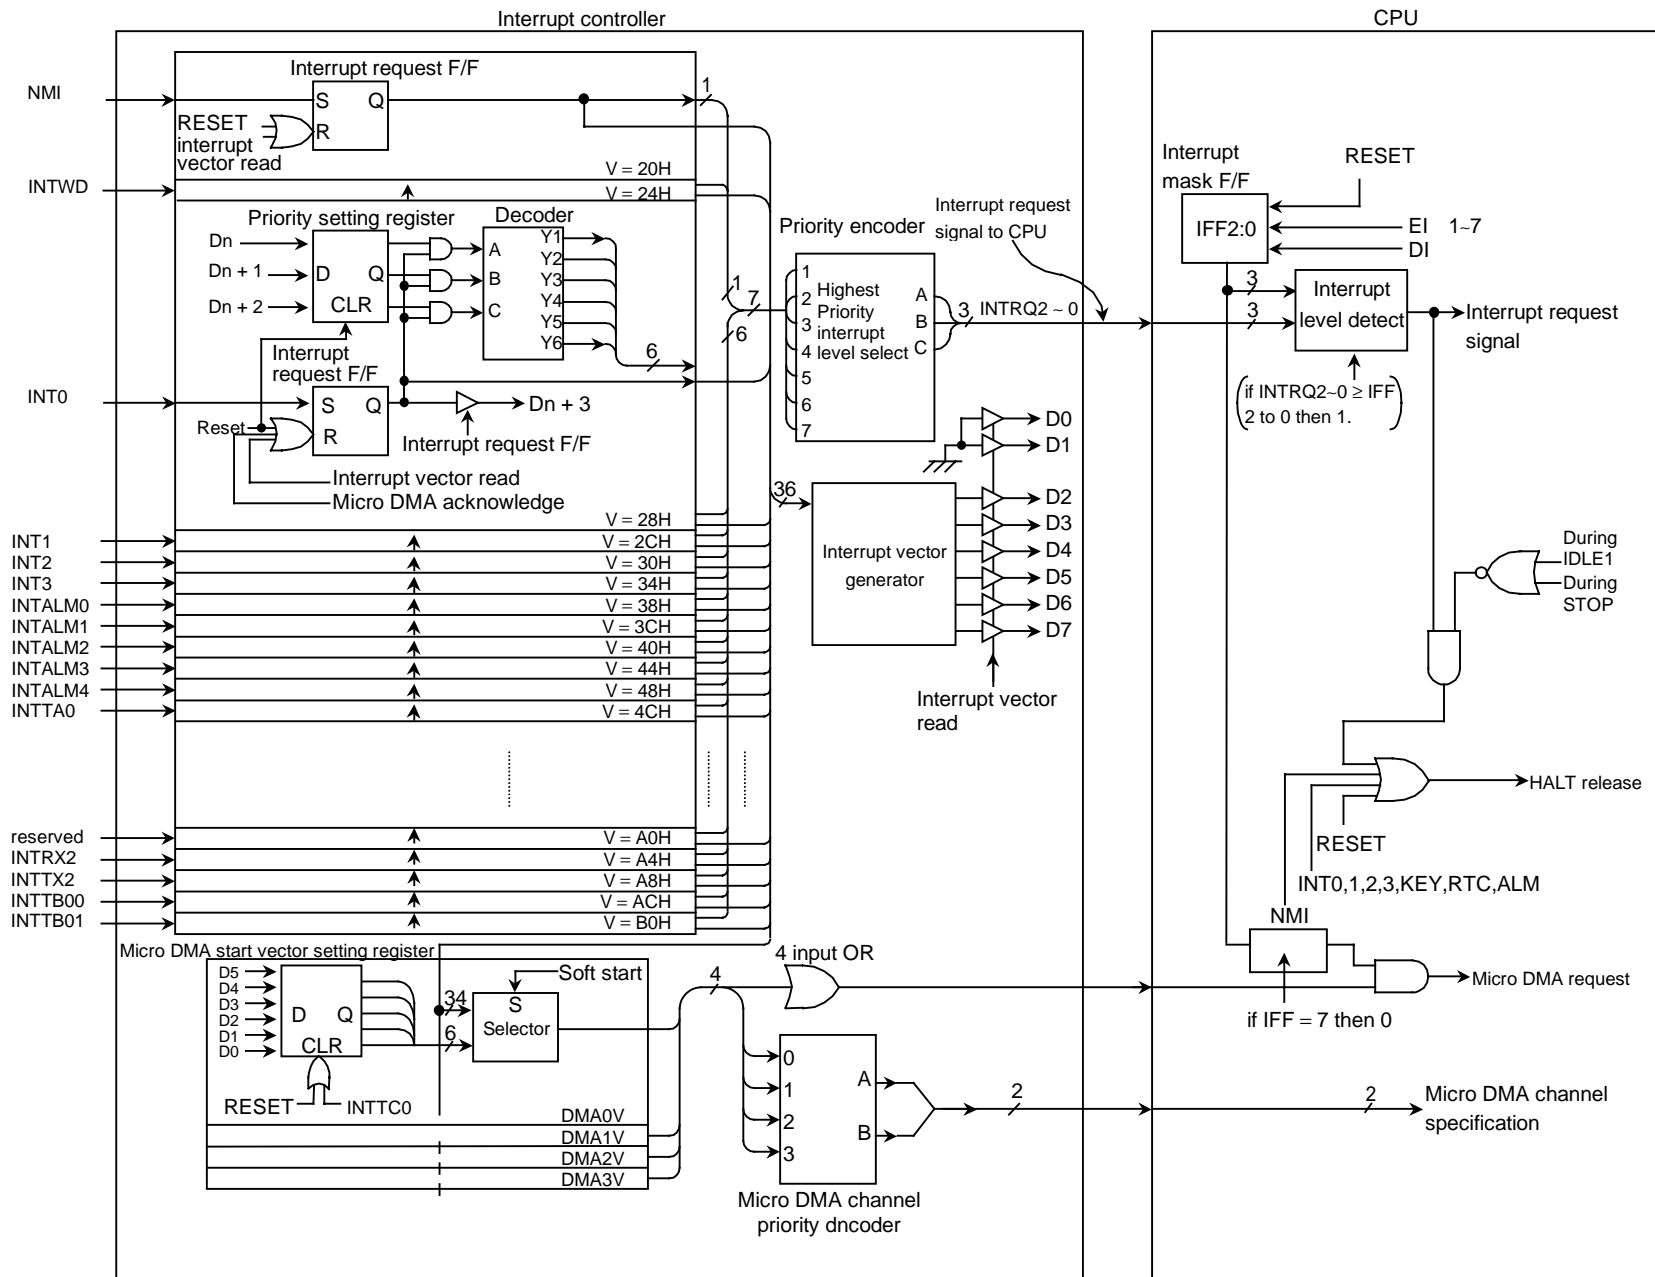 Interrupt controller
CPU
NMI
Interrupt request F/F
S
Q
R
RESET
interrupt
vector read
1
V = 20H
INTWD
V = 24H
Priority setting register
Decoder
Dn
Dn + 1
Dn + 2
D
Q
CLR
A
B
C
Y1
Y2
Y3
Y4
Y5
Y6
6
1
7
6
Interrupt
request F/F
INT0
S
Q
R
Reset
Dn + 3
Interrupt request F/F
Interrupt vector read
Micro DMA acknowledge
V = 28H
INT1
V = 2CH
INT2
V = 30H
INT3
V = 34H
INTALM0
V = 38H
INTALM1
V = 3CH
INTALM2
V = 40H
INTALM3
V = 44H
INTALM4
V = 48H
INTTA0
V = 4CH
reserved
V = A0H
INTRX2
V = A4H
INTTX2
V = A8H
INTTB00
V = ACH
INTTB01
V = B0H
Priority encoder
1
2
3
4
5
6
7
Highest
Priority
interrupt
level select
A
B
C
3
INTRQ2 ~ 0
Interrupt request
signal to CPU
D0
D1
36
Interrupt vector
generator
D2
D3
D4
D5
D6
D7
Interrupt vector
read
Interrupt
mask F/F
RESET
IFF2:0
EI 1~7
DI
3
3
Interrupt
level detect
Interrupt request
signal
if INTRQ2~0 ≥ IFF
2 to 0 then 1.
During
IDLE1
During
STOP
HALT release
RESET
INT0,1,2,3,KEY,RTC,ALM
NMI
Micro DMA request
if IFF = 7 then 0
Micro DMA start vector setting register
D5
D4
D3
D2
D1
D0
D
Q
CLR
RESET
INTTC0
34
6
Soft start
S
Selector
DMA0V
DMA1V
DMA2V
DMA3V
4
4 input OR
0
1
2
3
A
B
2
2
Micro DMA channel
priority dncoder
Micro DMA channel
specification